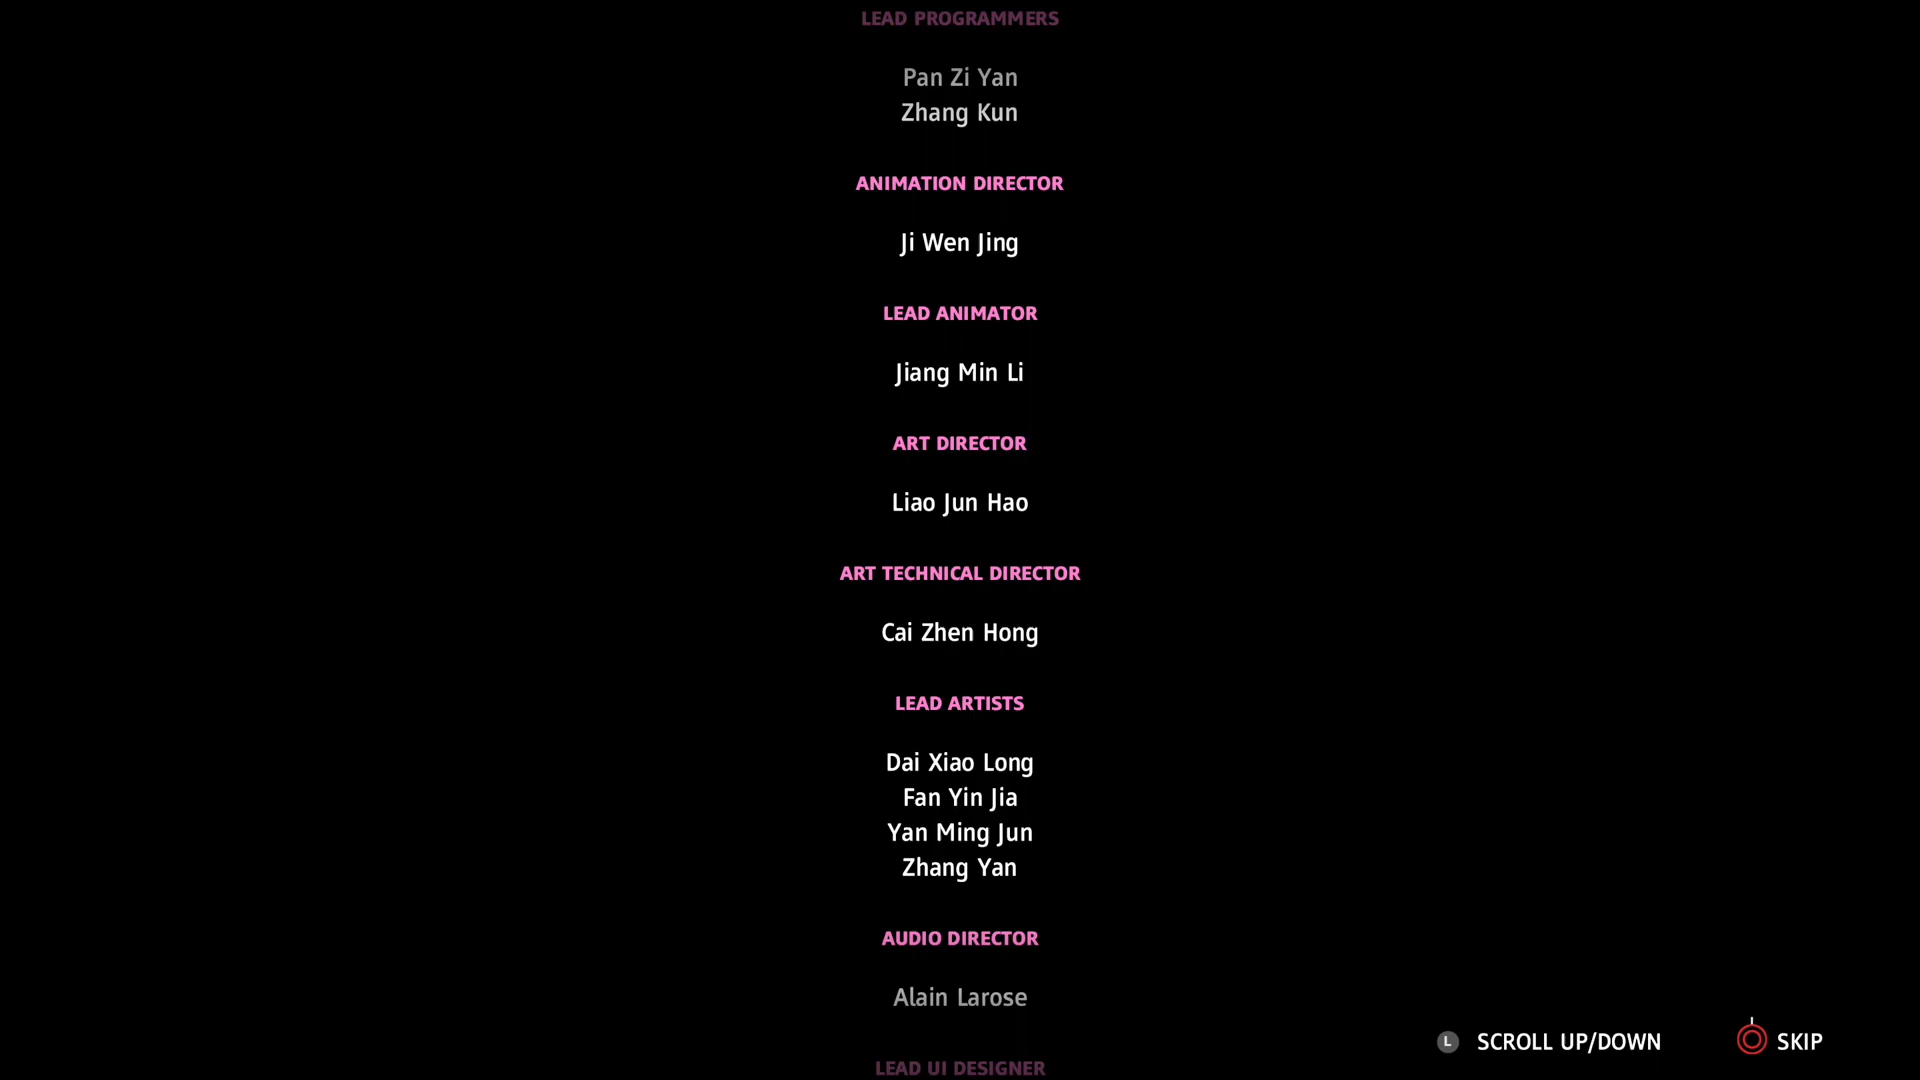 LEAD PROGRAMMERS
Pan Zi Yan
Zhang Kun
ANIMATION DIRECTOR
Ji Wen Jing
LEAD ANIMATOR
Jiang Min Li
ART DIRECTOR
Liao Jun Hao
ART TECHNICAL DIRECTOR
Cai Zhen Hong
LEAD ARTISTS
Dai Xiao Long
Fan Yin Jia
Yan Ming Jun
Zhang Yan
AUDIO DIRECTOR
Alain Larose
L SCROLL UP/DOWN SKIP
LEAD UI DESIGNER